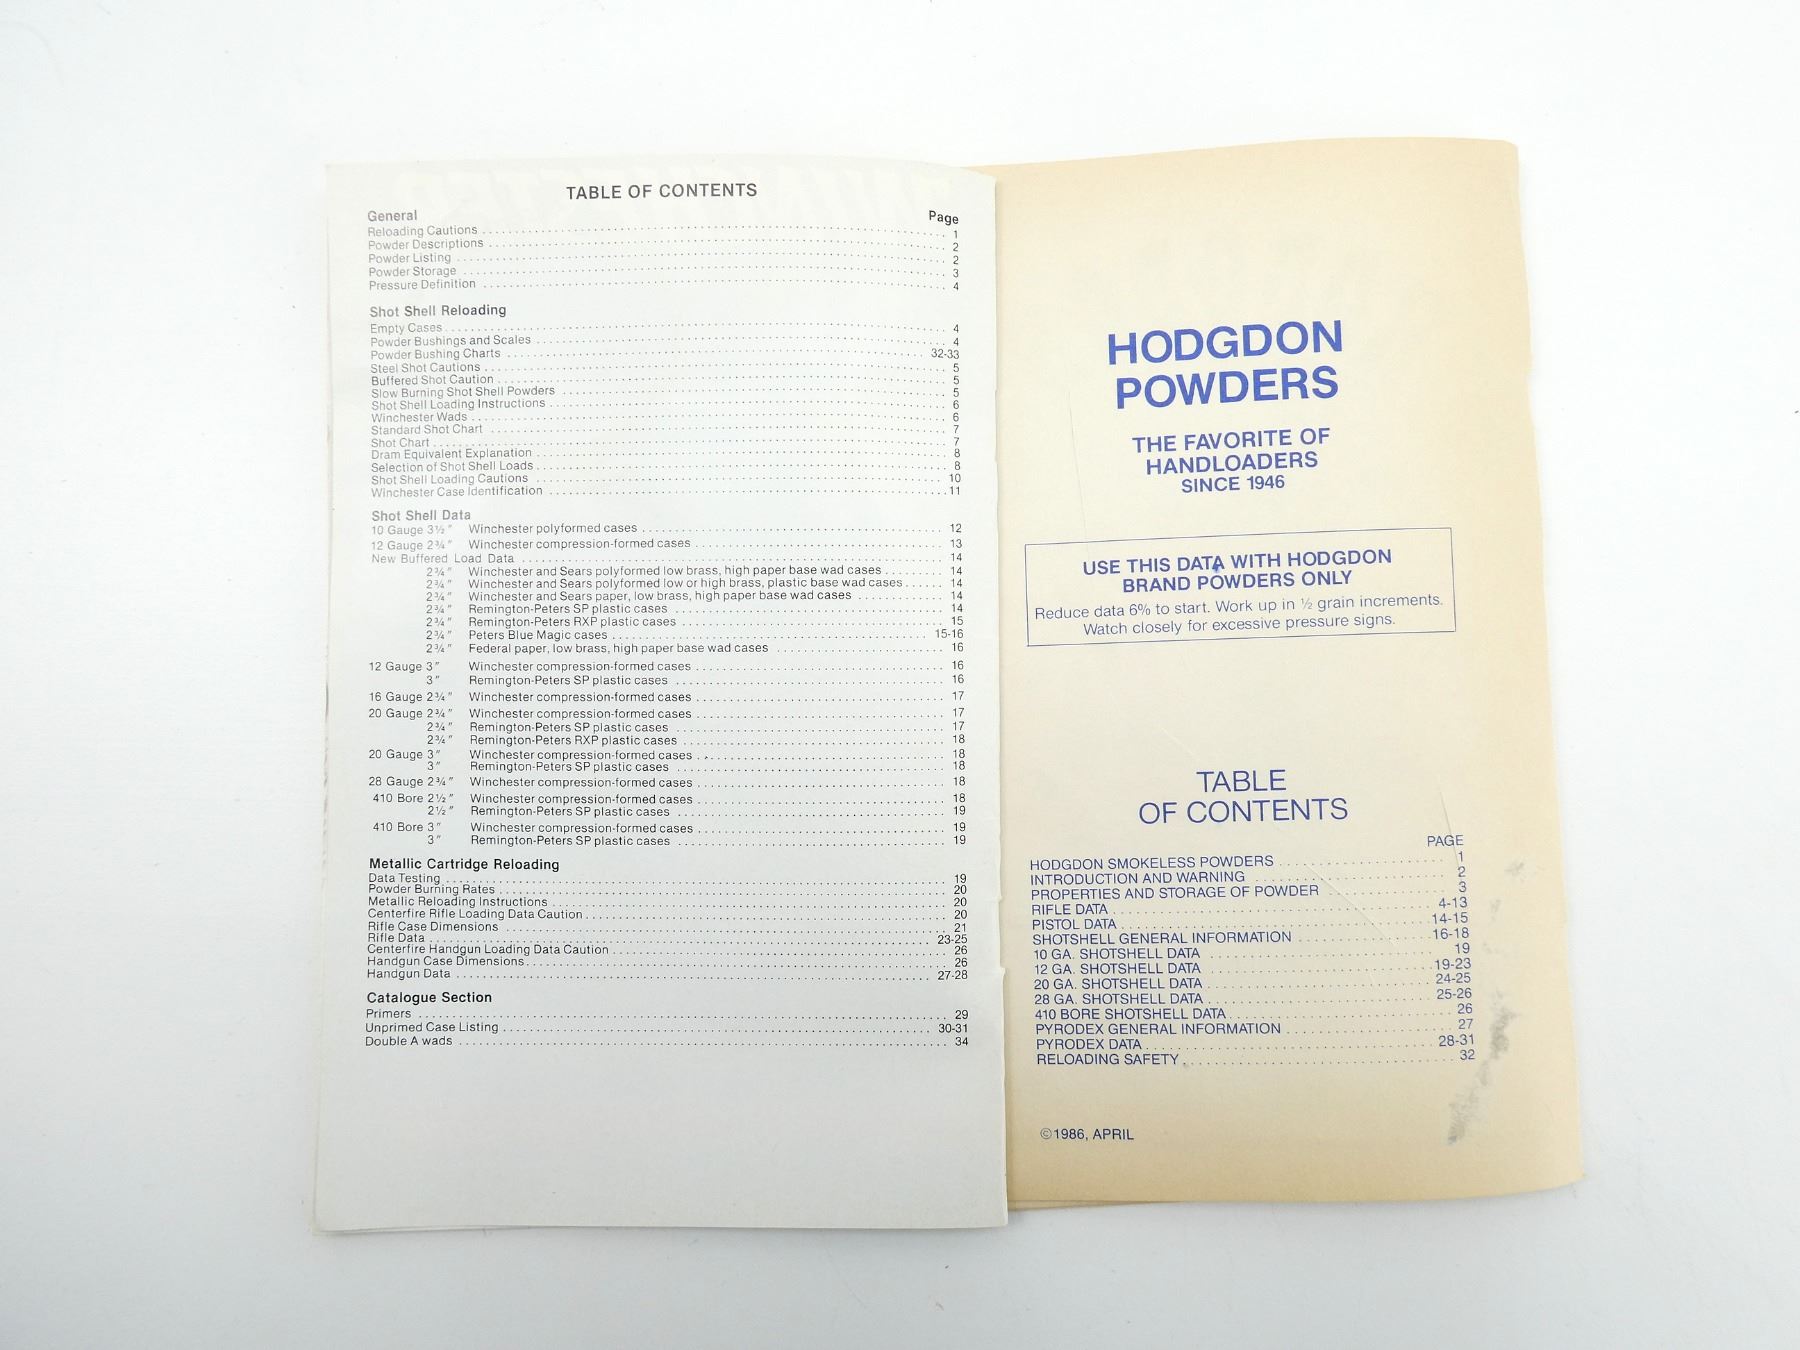 TABLE OF CONTENTS
General Page
Reloading Cautions 1
Powder Descriptions 2
Powder Listing 2
Powder Storage 3
Pressure Definition 4
Shot Shell Reloading
Empty Cases 4
Powder Bushings and Scales 4
Powder Bushing Charts 32-33
Steel Shot Cautions 5
Buffered Shot Caution 5
Slow Burning Shot Shell Powders 5
Shot Shell Loading Instructions 6
Winchester Wads 6
Standard Shot Chart 7
Shot Chart 7
Dram Equivalent Explanation 8
Selection of Shot Shell Loads 8
Shot Shell Loading Cautions 10
Winchester Case Identification 11
Shot Shell Data
10 Gauge 3½" Winchester polyformed cases 12
12 Gauge 2¾" Winchester compression-formed cases 13
New Buffered Load Data 14
2¾" Winchester and Sears polyformed low brass, high paper base wad cases 14
2¾" Winchester and Sears polyformed low or high brass, plastic base wad cases 14
2¾" Winchester and Sears paper, low brass, high paper base wad cases 14
2¾" Remington-Peters SP plastic cases 14
2¾" Remington-Peters RXP plastic cases 15
2¾" Peters Blue Magic cases 15-16
2¾" Federal paper, low brass, high paper base wad cases 16
12 Gauge 3" Winchester compression-formed cases 16
3" Remington-Peters SP plastic cases 16
16 Gauge 2¾" Winchester compression-formed cases 17
20 Gauge 2¾" Winchester compression-formed cases 17
2¾" Remington-Peters SP plastic cases 17
2¾" Remington-Peters RXP plastic cases 18
20 Gauge 3" Winchester compression-formed cases 18
3" Remington-Peters SP plastic cases 18
28 Gauge 2¾" Winchester compression-formed cases 18
410 Bore 2½" Winchester compression-formed cases 18
2½" Remington-Peters SP plastic cases 19
410 Bore 3" Winchester compression-formed cases 19
3" Remington-Peters SP plastic cases 19
Metallic Cartridge Reloading
Data Testing 19
Powder Burning Rates 20
Metallic Reloading Instructions 20
Centerfire Rifle Loading Data Caution 20
Rifle Case Dimensions 21
Rifle Data 23-25
Centerfire Handgun Loading Data Caution 26
Handgun Case Dimensions 26
Handgun Data 27-28
Catalogue Section
Primers 29
Unprimed Case Listing 30-31
Double A wads 34
HODGDON
POWDERS
THE FAVORITE OF
HANDLOADERS
SINCE 1946
USE THIS DATA WITH HODGDON
BRAND POWDERS ONLY
Reduce data 6% to start. Work up in ½ grain increments.
Watch closely for excessive pressure signs.
TABLE
OF CONTENTS
PAGE
HODGDON SMOKELESS POWDERS 1
INTRODUCTION AND WARNING 2
PROPERTIES AND STORAGE OF POWDER 3
RIFLE DATA 4-13
PISTOL DATA 14-15
SHOTSHELL GENERAL INFORMATION 16-18
10 GA. SHOTSHELL DATA 19
12 GA. SHOTSHELL DATA 19-23
20 GA. SHOTSHELL DATA 24-25
28 GA. SHOTSHELL DATA 25-26
410 BORE SHOTSHELL DATA 26
PYRODEX GENERAL INFORMATION 27
PYRODEX DATA 28-31
RELOADING SAFETY 32
©1986, APRIL